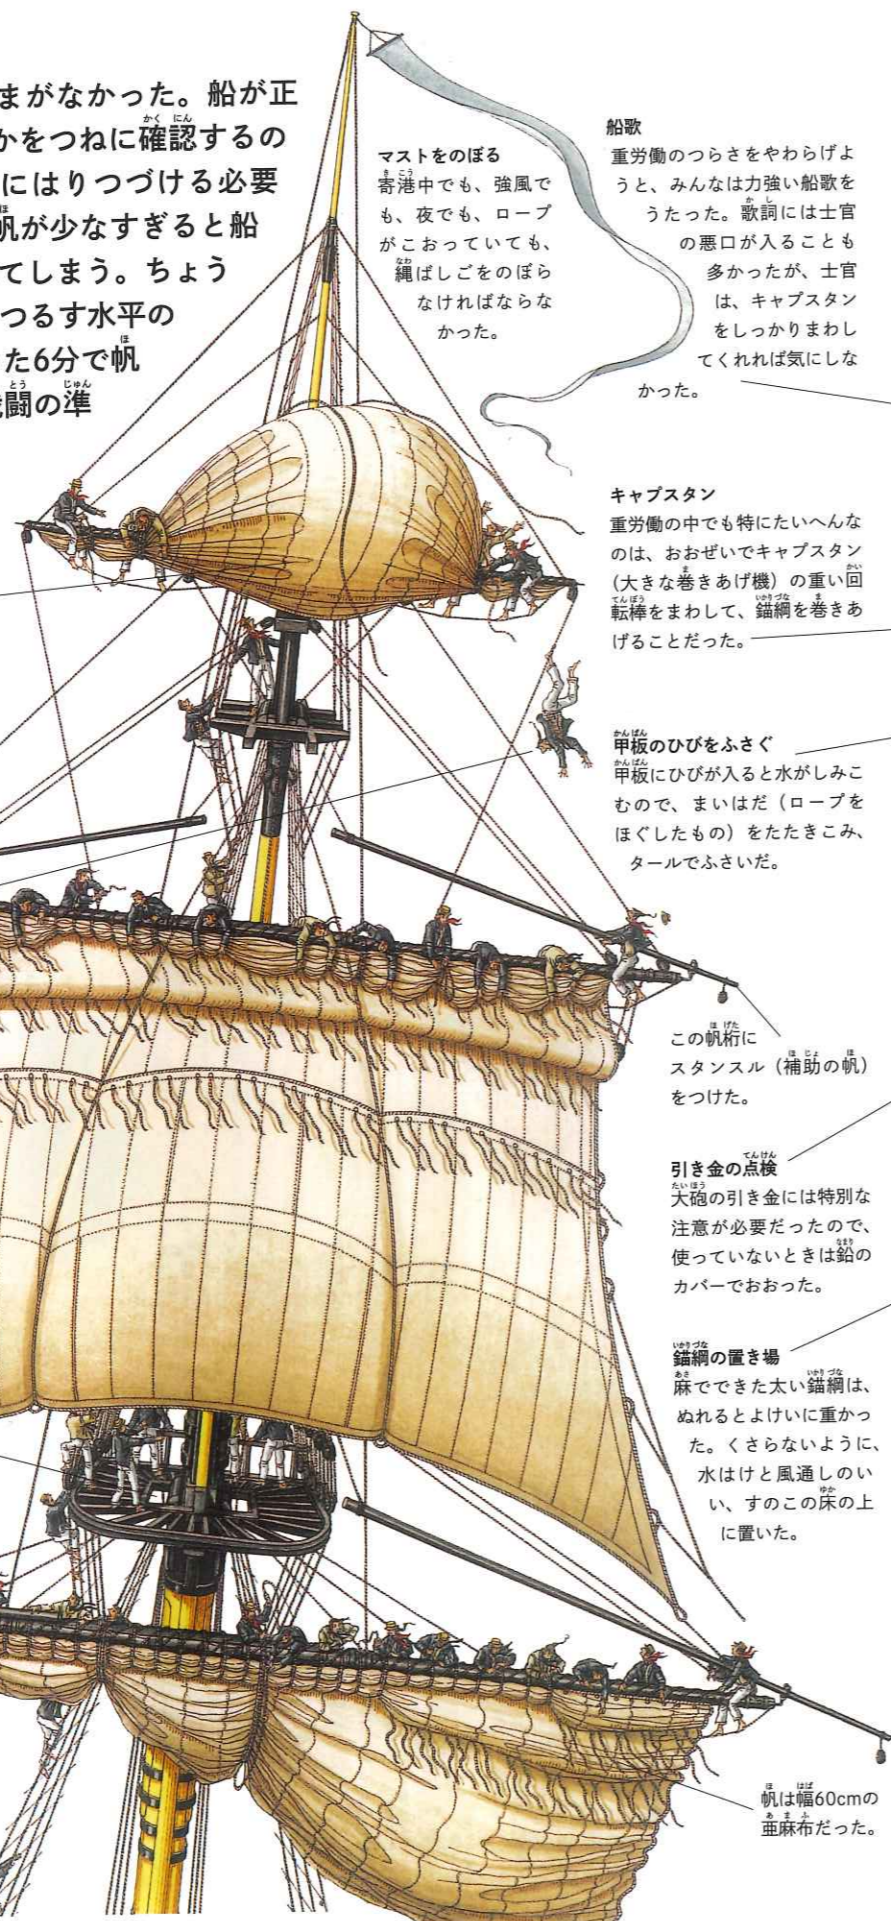 まがなかった。船が正
かをつねに確認するの
にはりつづける必要
帆が少なすぎると船
てしまう。ちょう
つるす水平の
た6分で帆
闘の準
マストをのぼる
寄港中でも、強風で
も、夜でも、ロープ
がこおっていても、
縄ばしごをのぼら
なければならな
かった。
船歌
重労働のつらさをやわらげよ
うと、みんなは力強い船歌を
うたった。歌詞には士官
の悪口が入ることも
多かったが、士官
は、キャプスタン
をしっかりまわし
てくれれば気にしな
かった。
キャプスタン
重労働の中でも特にたいへんな
のは、おおぜいでキャプスタン
(大きな巻きあげ機)の重い回
転棒をまわして、錨綱を巻きあ
げることだった。
甲板のひびをふさぐ
甲板にひびが入ると水がしみこ
むので、まいはだ(ロープを
ほぐしたもの)をたたきこみ、
タールでふさいだ。
この帆桁に
スタンスル(補助の帆)
をつけた。
引き金の点検
大砲の引き金には特別な
注意が必要だったので、
使っていないときは鉛の
カバーでおおった。
錨綱の置き場
麻でできた太い錨綱は、
ぬれるとよけいに重かっ
た。くさらないように、
水はけと風通しのい
い、すのこの床の上
に置いた。
帆は幅60cmの
亜麻布だった。